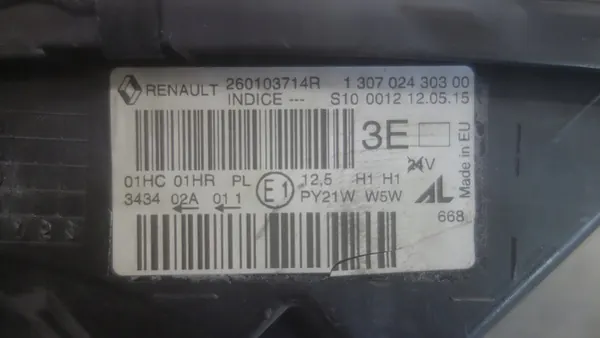 RENAULT 260103714R 1 307 024 303 00
INDICE --- S10 0012 12.05.15
3E
24V
Made in EU
01HC 01HR PL E1 12,5 H1 H1
3434 02A 01 1 PY21W W5W AL
668